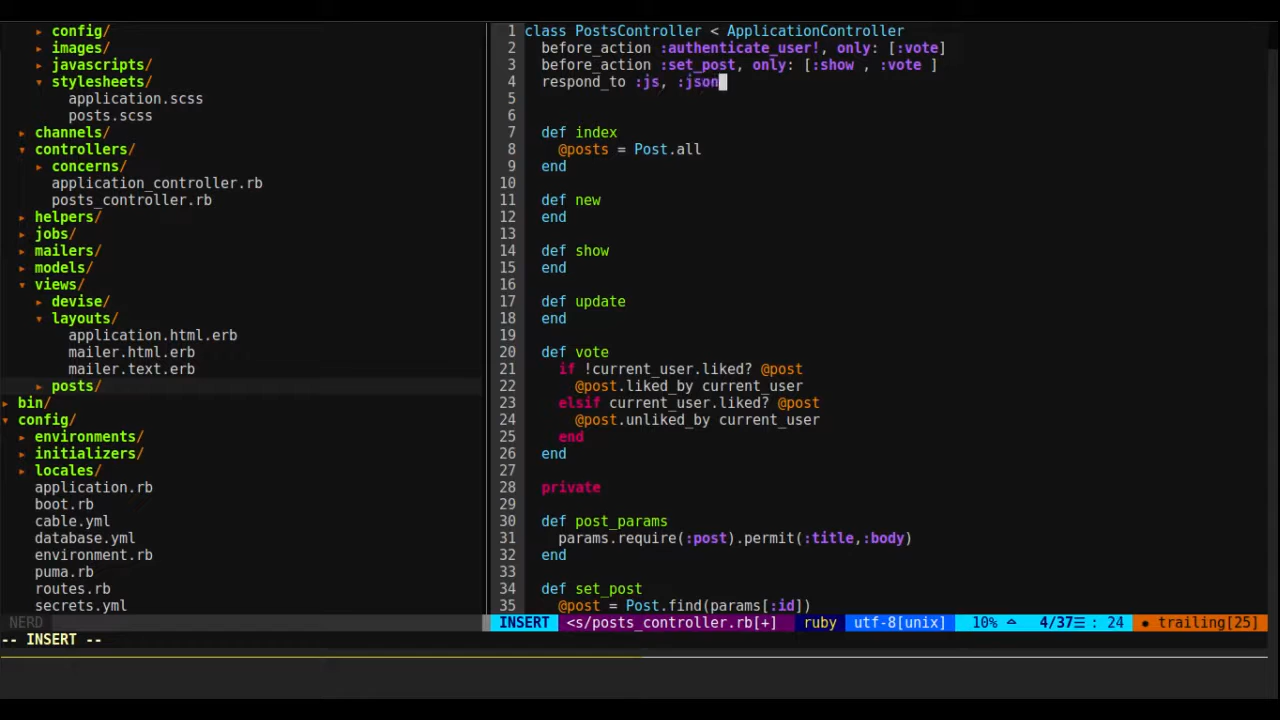 ▸ config/
▸ images/
▸ javascripts/
▾ stylesheets/
application.scss
posts.scss
▸ channels/
▾ controllers/
▸ concerns/
application_controller.rb
posts_controller.rb
▸ helpers/
▸ jobs/
▸ mailers/
▸ models/
▾ views/
▸ devise/
▾ layouts/
application.html.erb
mailer.html.erb
mailer.text.erb
▸ posts/
▸ bin/
▾ config/
▸ environments/
▸ initializers/
▸ locales/
application.rb
boot.rb
cable.yml
database.yml
environment.rb
puma.rb
routes.rb
secrets.yml
NERD
1 class PostsController < ApplicationController
2   before_action :authenticate_user!, only: [:vote]
3   before_action :set_post, only: [:show , :vote ]
4   respond_to :js, :json
5
6
7   def index
8     @posts = Post.all
9   end
10
11   def new
12   end
13
14   def show
15   end
16
17   def update
18   end
19
20   def vote
21     if !current_user.liked? @post
22       @post.liked_by current_user
23     elsif current_user.liked? @post
24       @post.unliked_by current_user
25     end
26   end
27
28   private
29
30   def post_params
31     params.require(:post).permit(:title,:body)
32   end
33
34   def set_post
35     @post = Post.find(params[:id])
INSERT <s/posts_controller.rb[+] ruby utf-8[unix] 10% 4/37☰ : 24 ● trailing[25]
-- INSERT --